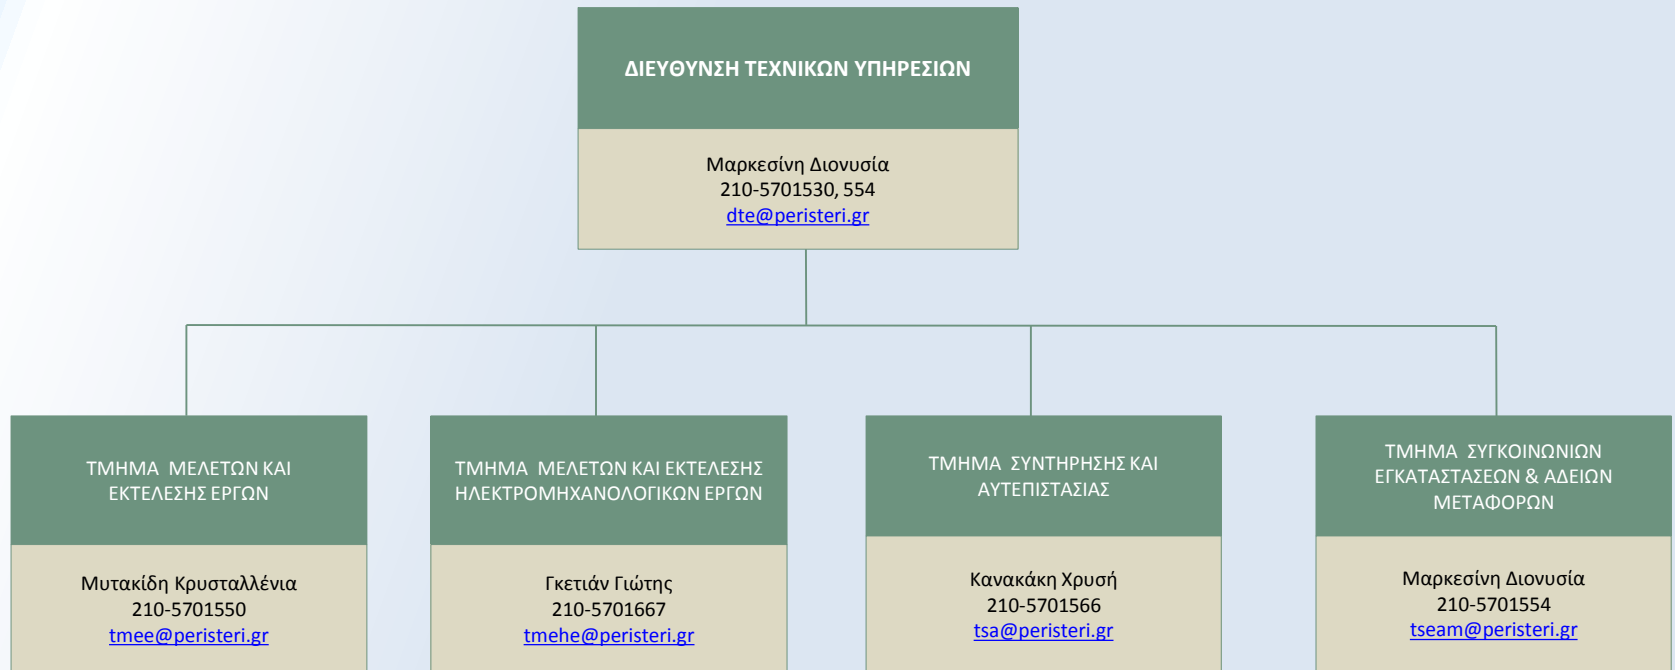 ΔΙΕΥΘΥΝΣΗ ΤΕΧΝΙΚΩΝ ΥΠΗΡΕΣΙΩΝ
Μαρκεσίνη Διονυσία
210-5701530, 554
dte@peristeri.gr
ΤΜΗΜΑ ΜΕΛΕΤΩΝ ΚΑΙ
ΕΚΤΕΛΕΣΗΣ ΕΡΓΩΝ
Μυτακίδη Κρυσταλλένια
210-5701550
tmee@peristeri.gr
ΤΜΗΜΑ ΜΕΛΕΤΩΝ ΚΑΙ ΕΚΤΕΛΕΣΗΣ
ΗΛΕΚΤΡΟΜΗΧΑΝΟΛΟΓΙΚΩΝ ΕΡΓΩΝ
Γκετιάν Γιώτης
210-5701667
tmehe@peristeri.gr
ΤΜΗΜΑ ΣΥΝΤΗΡΗΣΗΣ ΚΑΙ
ΑΥΤΕΠΙΣΤΑΣΙΑΣ
Κανακάκη Χρυσή
210-5701566
tsa@peristeri.gr
ΤΜΗΜΑ ΣΥΓΚΟΙΝΩΝΙΩΝ
ΕΓΚΑΤΑΣΤΑΣΕΩΝ & ΑΔΕΙΩΝ
ΜΕΤΑΦΟΡΩΝ
Μαρκεσίνη Διονυσία
210-5701554
tseam@peristeri.gr